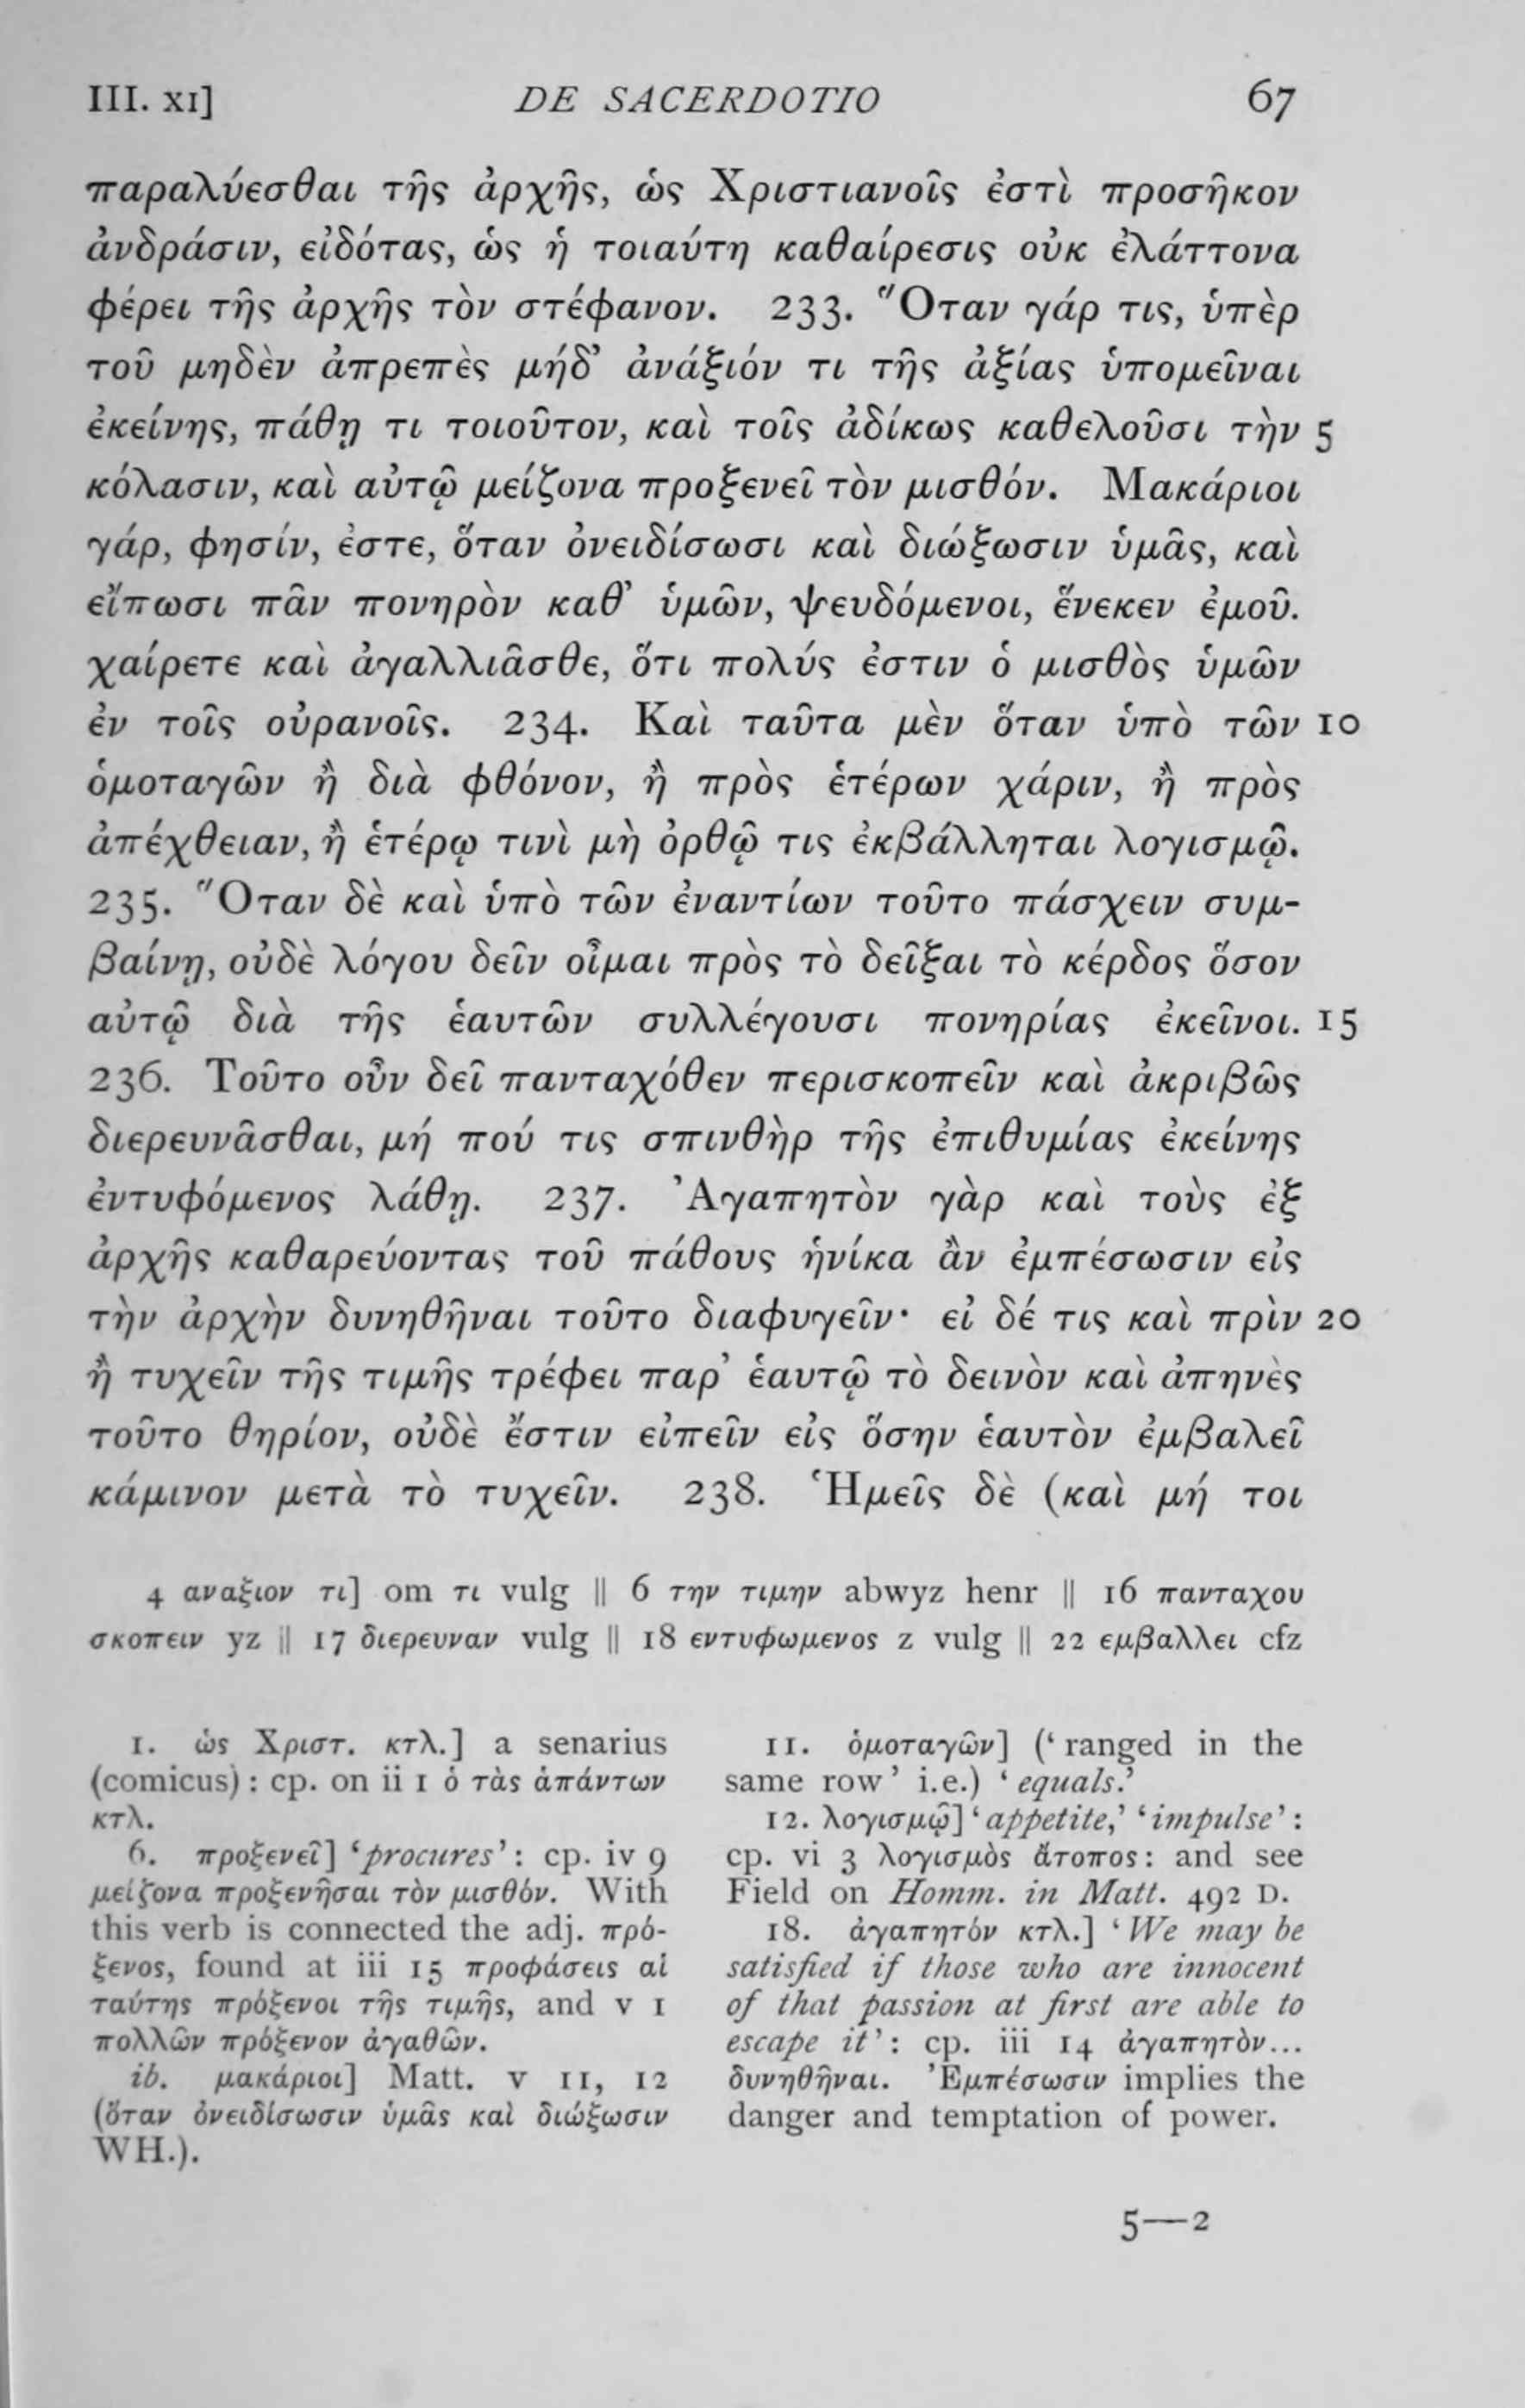 III. XI] DE SACERDOTIO 67
παραλύεσθαι τῆς ἀρχῆς, ὡς Χριστιανοῖς ἐστὶ προσῆκον
ἀνδράσιν, εἰδότας, ὡς ἡ τοιαύτη καθαίρεσις οὐκ ἐλάττονα
φέρει τῆς ἀρχῆς τὸν στέφανον. 233. Ὅταν γάρ τις, ὑπὲρ
τοῦ μηδὲν ἀπρεπὲς μήδ’ ἀνάξιόν τι τῆς ἀξίας ὑπομεῖναι
ἐκείνης, πάθῃ τι τοιοῦτον, καὶ τοῖς ἀδίκως καθελοῦσι τὴν 5
κόλασιν, καὶ αὐτῷ μείζονα προξενεῖ τὸν μισθόν. Μακάριοι
γάρ, φησίν, ἐστε, ὅταν ὀνειδίσωσι καὶ διώξωσιν ὑμᾶς, καὶ
εἴπωσι πᾶν πονηρὸν καθ’ ὑμῶν, ψευδόμενοι, ἕνεκεν ἐμοῦ.
χαίρετε καὶ ἀγαλλιᾶσθε, ὅτι πολύς ἐστιν ὁ μισθὸς ὑμῶν
ἐν τοῖς οὐρανοῖς. 234. Καὶ ταῦτα μὲν ὅταν ὑπὸ τῶν 10
ὁμοταγῶν ἢ διὰ φθόνον, ἢ πρὸς ἑτέρων χάριν, ἢ πρὸς
ἀπέχθειαν, ἢ ἑτέρῳ τινὶ μὴ ὀρθῷ τις ἐκβάλληται λογισμῷ.
235. Ὅταν δὲ καὶ ὑπὸ τῶν ἐναντίων τοῦτο πάσχειν συμ-
βαίνῃ, οὐδὲ λόγου δεῖν οἶμαι πρὸς τὸ δεῖξαι τὸ κέρδος ὅσον
αὐτῷ διὰ τῆς ἑαυτῶν συλλέγουσι πονηρίας ἐκεῖνοι. 15
236. Τοῦτο οὖν δεῖ πανταχόθεν περισκοπεῖν καὶ ἀκριβῶς
διερευνᾶσθαι, μή πού τις σπινθὴρ τῆς ἐπιθυμίας ἐκείνης
ἐντυφόμενος λάθῃ. 237. Ἀγαπητὸν γὰρ καὶ τοὺς ἐξ
ἀρχῆς καθαρεύοντας τοῦ πάθους ἡνίκα ἂν ἐμπέσωσιν εἰς
τὴν ἀρχὴν δυνηθῆναι τοῦτο διαφυγεῖν· εἰ δέ τις καὶ πρὶν 20
ἢ τυχεῖν τῆς τιμῆς τρέφει παρ’ ἑαυτῷ τὸ δεινὸν καὶ ἀπηνὲς
τοῦτο θηρίον, οὐδὲ ἔστιν εἰπεῖν εἰς ὅσην ἑαυτὸν ἐμβαλεῖ
κάμινον μετὰ τὸ τυχεῖν. 238. Ἡμεῖς δὲ (καὶ μή τοι
4 αναξιον τι] om τι vulg || 6 την τιμην abwyz henr || 16 πανταχου
σκοπειν yz || 17 διερευναν vulg || 18 εντυφωμενος z vulg || 22 εμβαλλει cfz
1. ὡς Χριστ. κτλ.] a senarius
(comicus): cp. on ii 1 ὁ τὰς ἁπάντων
κτλ.
6. προξενεῖ] ‘procures’: cp. iv 9
μείζονα προξενῆσαι τὸν μισθόν. With
this verb is connected the adj. πρό-
ξενος, found at iii 15 προφάσεις αἱ
ταύτης πρόξενοι τῆς τιμῆς, and v 1
πολλῶν πρόξενον ἀγαθῶν.
ib. μακάριοι] Matt. v 11, 12
(ὅταν ὀνειδίσωσιν ὑμᾶς καὶ διώξωσιν
WH.).
11. ὁμοταγῶν] (‘ranged in the
same row’ i.e.) ‘equals.’
12. λογισμῷ] ‘appetite,’ ‘impulse’:
cp. vi 3 λογισμὸς ἄτοπος: and see
Field on Homm. in Matt. 492 D.
18. ἀγαπητόν κτλ.] ‘We may be
satisfied if those who are innocent
of that passion at first are able to
escape it’: cp. iii 14 ἀγαπητὸν...
δυνηθῆναι. Ἐμπέσωσιν implies the
danger and temptation of power.
5—2